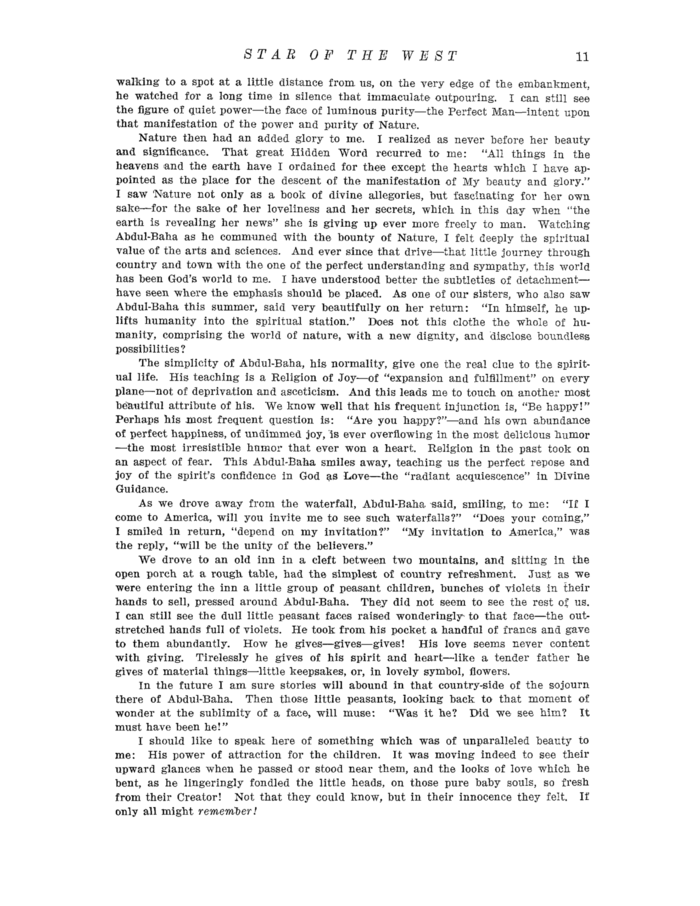 STAR OF THE WEST 11
walking to a spot at a little distance from us, on the very edge of the embankment,
he watched for a long time in silence that immaculate outpouring. I can still see
the figure of quiet power—the face of luminous purity—the Perfect Man—intent upon
that manifestation of the power and purity of Nature.
Nature then had an added glory to me. I realized as never before her beauty
and significance. That great Hidden Word recurred to me: "All things in the
heavens and the earth have I ordained for thee except the hearts which I have ap-
pointed as the place for the descent of the manifestation of My beauty and glory."
I saw Nature not only as a book of divine allegories, but fascinating for her own
sake—for the sake of her loveliness and her secrets, which in this day when "the
earth is revealing her news" she is giving up ever more freely to man. Watching
Abdul-Baha as he communed with the bounty of Nature, I felt deeply the spiritual
value of the arts and sciences. And ever since that drive—that little journey through
country and town with the one of the perfect understanding and sympathy, this world
has been God's world to me. I have understood better the subtleties of detachment—
have seen where the emphasis should be placed. As one of our sisters, who also saw
Abdul-Baha this summer, said very beautifully on her return: "In himself, he up-
lifts humanity into the spiritual station." Does not this clothe the whole of hu-
manity, comprising the world of nature, with a new dignity, and disclose boundless
possibilities?
The simplicity of Abdul-Baha, his normality, give one the real clue to the spirit-
ual life. His teaching is a Religion of Joy—of "expansion and fulfillment" on every
plane—not of deprivation and asceticism. And this leads me to touch on another most
beautiful attribute of his. We know well that his frequent injunction is, "Be happy!"
Perhaps his most frequent question is: "Are you happy?"—and his own abundance
of perfect happiness, of undimmed joy, is ever overflowing in the most delicious humor
—the most irresistible humor that ever won a heart. Religion in the past took on
an aspect of fear. This Abdul-Baha smiles away, teaching us the perfect repose and
joy of the spirit's confidence in God as Love—the "radiant acquiescence" in Divine
Guidance.
As we drove away from the waterfall, Abdul-Baha said, smiling, to me: "If I
come to America, will you invite me to see such waterfalls?" "Does your coming,"
I smiled in return, "depend on my invitation?" "My invitation to America," was
the reply, "will be the unity of the believers."
We drove to an old inn in a cleft between two mountains, and sitting in the
open porch at a rough table, had the simplest of country refreshment. Just as we
were entering the inn a little group of peasant children, bunches of violets in their
hands to sell, pressed around Abdul-Baha. They did not seem to see the rest of us.
I can still see the dull little peasant faces raised wonderingly to that face—the out-
stretched hands full of violets. He took from his pocket a handful of francs and gave
to them abundantly. How he gives—gives—gives! His love seems never content
with giving. Tirelessly he gives of his spirit and heart—like a tender father he
gives of material things—little keepsakes, or, in lovely symbol, flowers.
In the future I am sure stories will abound in that country-side of the sojourn
there of Abdul-Baha. Then those little peasants, looking back to that moment of
wonder at the sublimity of a face, will muse: "Was it he? Did we see him? It
must have been he!"
I should like to speak here of something which was of unparalleled beauty to
me: His power of attraction for the children. It was moving indeed to see their
upward glances when he passed or stood near them, and the looks of love which he
bent, as he lingeringly fondled the little heads, on those pure baby souls, so fresh
from their Creator! Not that they could know, but in their innocence they felt. If
only all might remember!